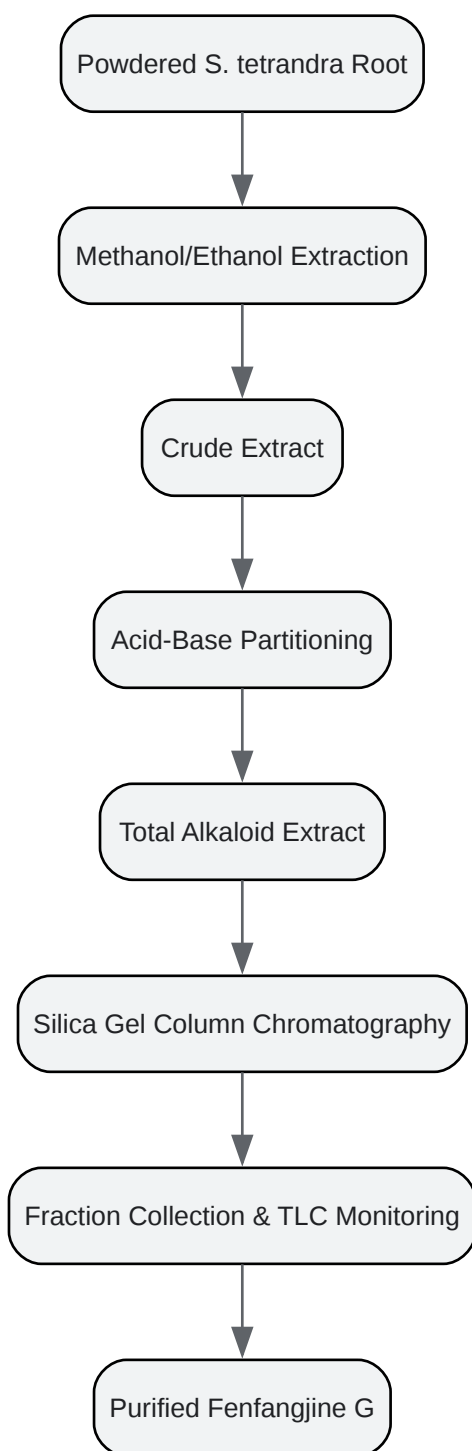 Powdered S. tetrandra Root
Methanol/Ethanol Extraction
Crude Extract
Acid-Base Partitioning
Total Alkaloid Extract
Silica Gel Column Chromatography
Fraction Collection & TLC Monitoring
Purified Fenfangjine G